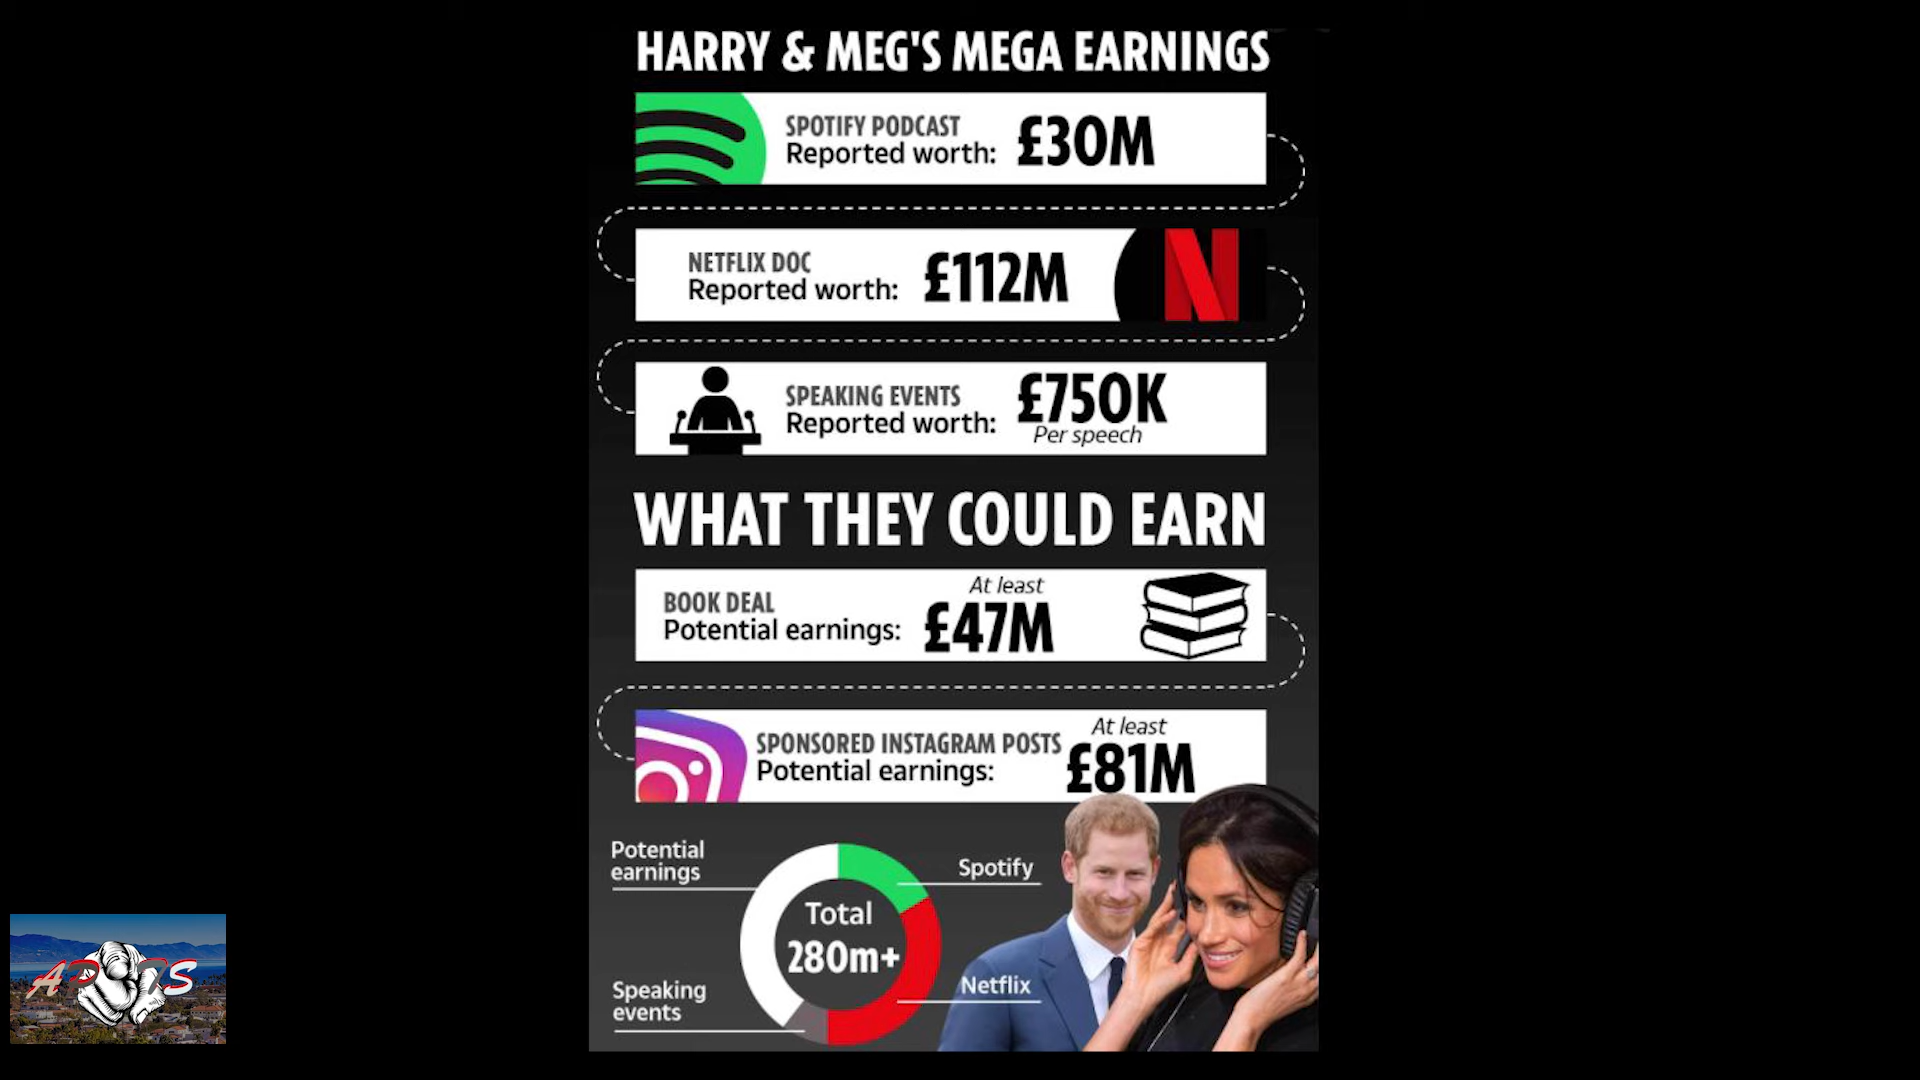 HARRY & MEG'S MEGA EARNINGS
SPOTIFY PODCAST
Reported worth: £30M
NETFLIX DOC
Reported worth: £112M
N
SPEAKING EVENTS
Reported worth: £750K
Per speech
WHAT THEY COULD EARN
At least
BOOK DEAL
Potential earnings: £47M
At least
SPONSORED INSTAGRAM POSTS
Potential earnings: £81M
Potential
earnings
Spotify
Total
280m+
Netflix
Speaking
events